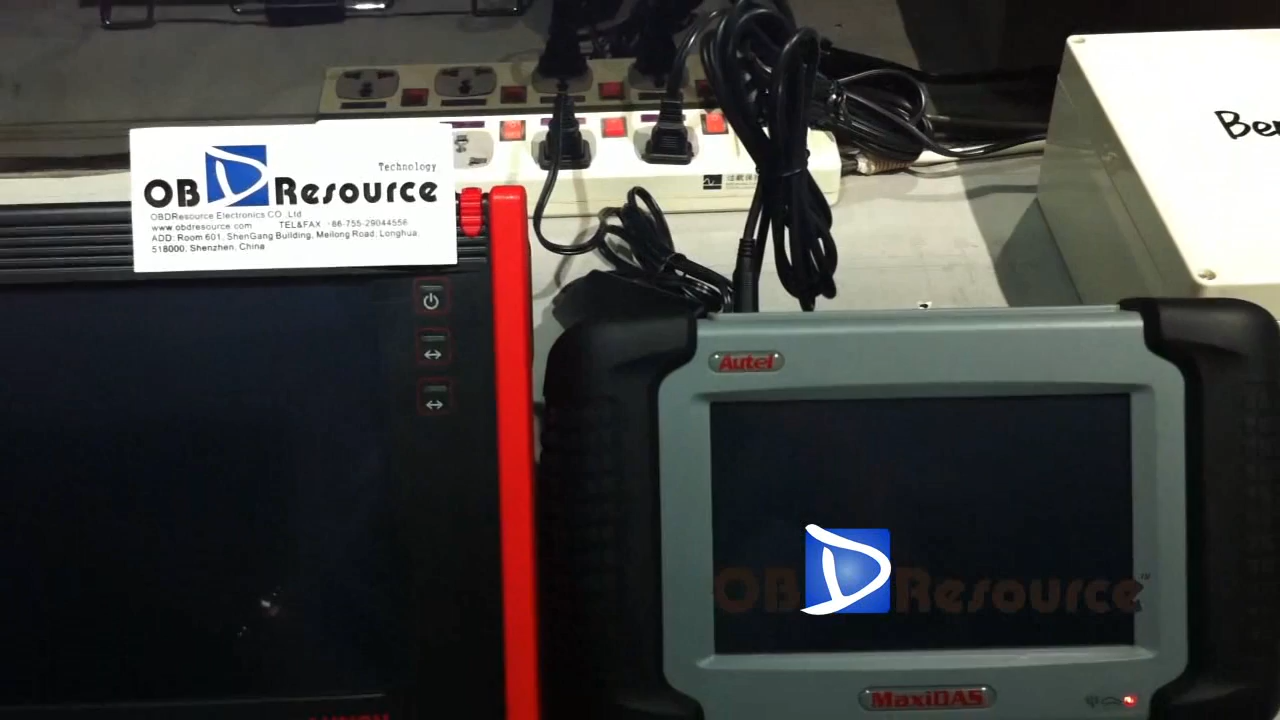 Technology
OBDResource
OBDResource Electronics CO.,Ltd
www.obdresource.com TEL&FAX +86-755-29044556
ADD: Room 601, ShenGang Building, Meilong Road, Longhua,
518000, Shenzhen, China
Autel
OBDResource™
MaxiDAS